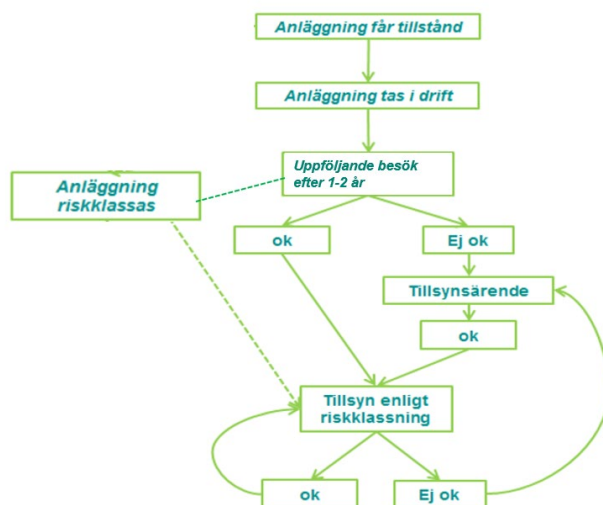 Anläggning får tillstånd
Anläggning tas i drift
Uppföljande besök
efter 1-2 år
Anläggning
riskklassas
ok
Ej ok
Tillsynsärende
ok
Tillsyn enligt
riskklassning
ok
Ej ok